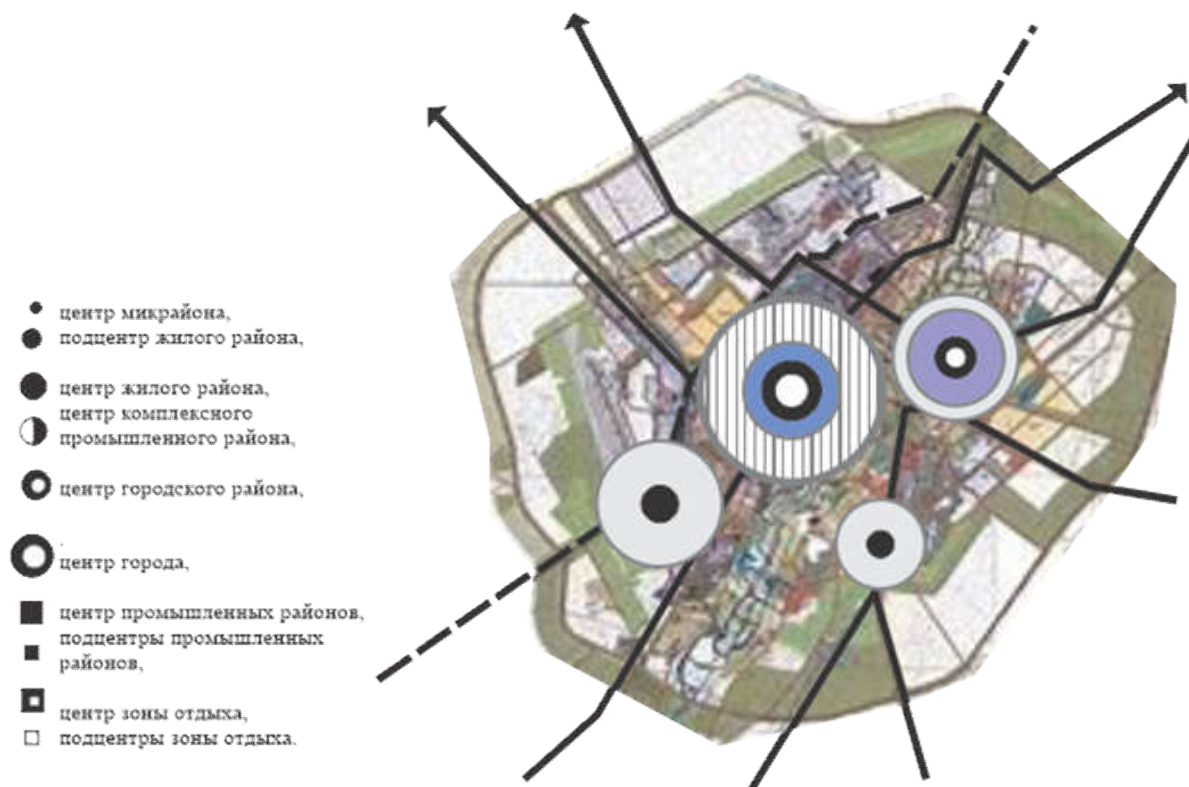 центр микрайона,
подцентр жилого района,
центр жилого района,
центр комплексного
промышленного района,
центр городского района,
центр города,
центр промышленных районов,
подцентры промышленных
районов,
центр зоны отдыха,
подцентры зоны отдыха.